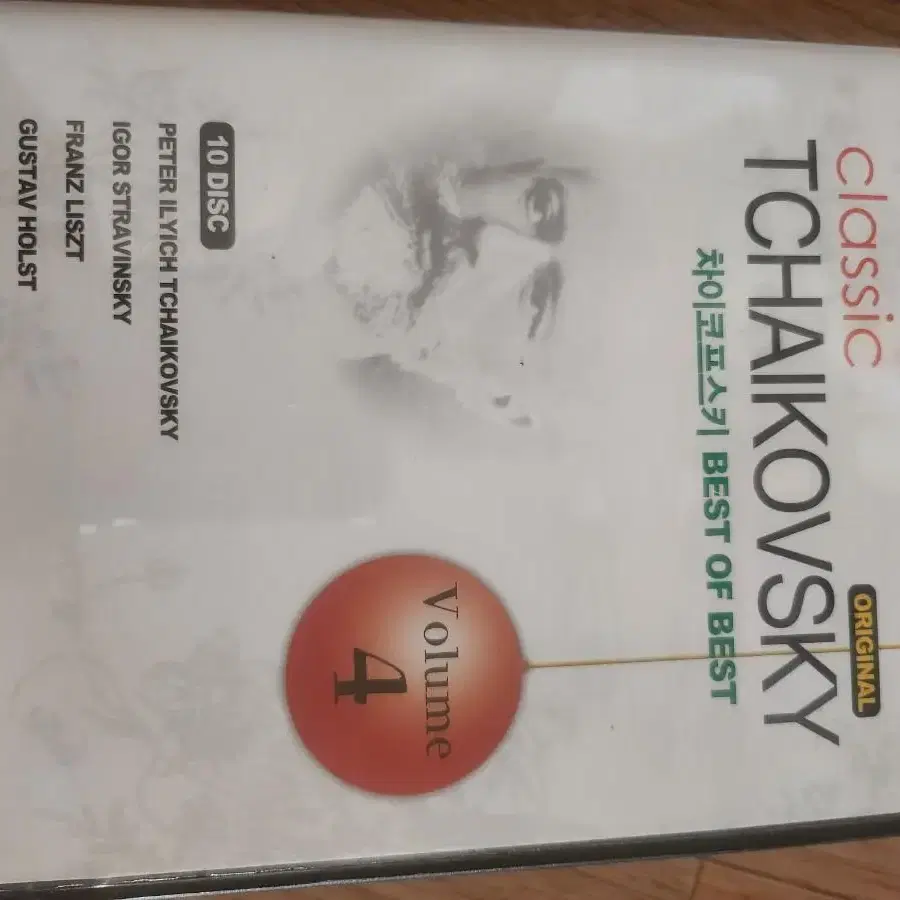 classic
ORIGINAL
TCHAIKOVSKY
차이코프스키 BEST OF BEST
Volume
4
10 DISC
PETER ILYICH TCHAIKOVSKY
IGOR STRAVINSKY
FRANZ LISZT
GUSTAV HOLST